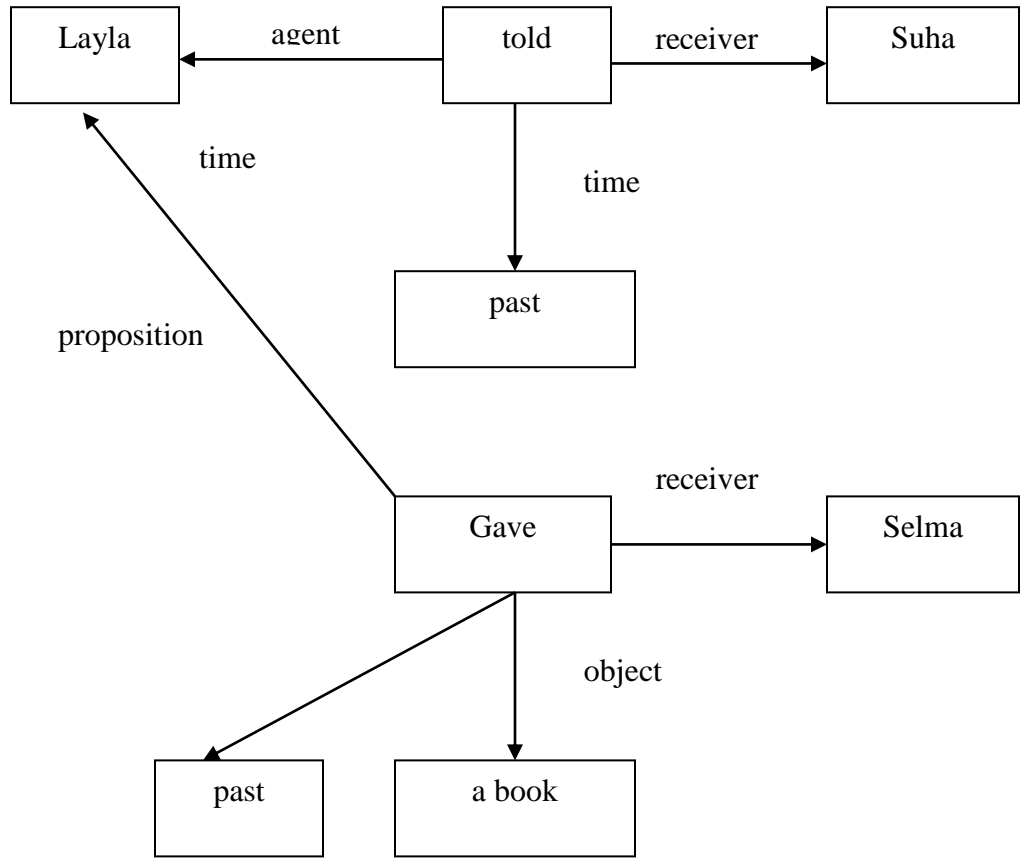 Layla
agent
told
receiver
Suha
time
time
past
proposition
receiver
Gave
Selma
object
past
a book